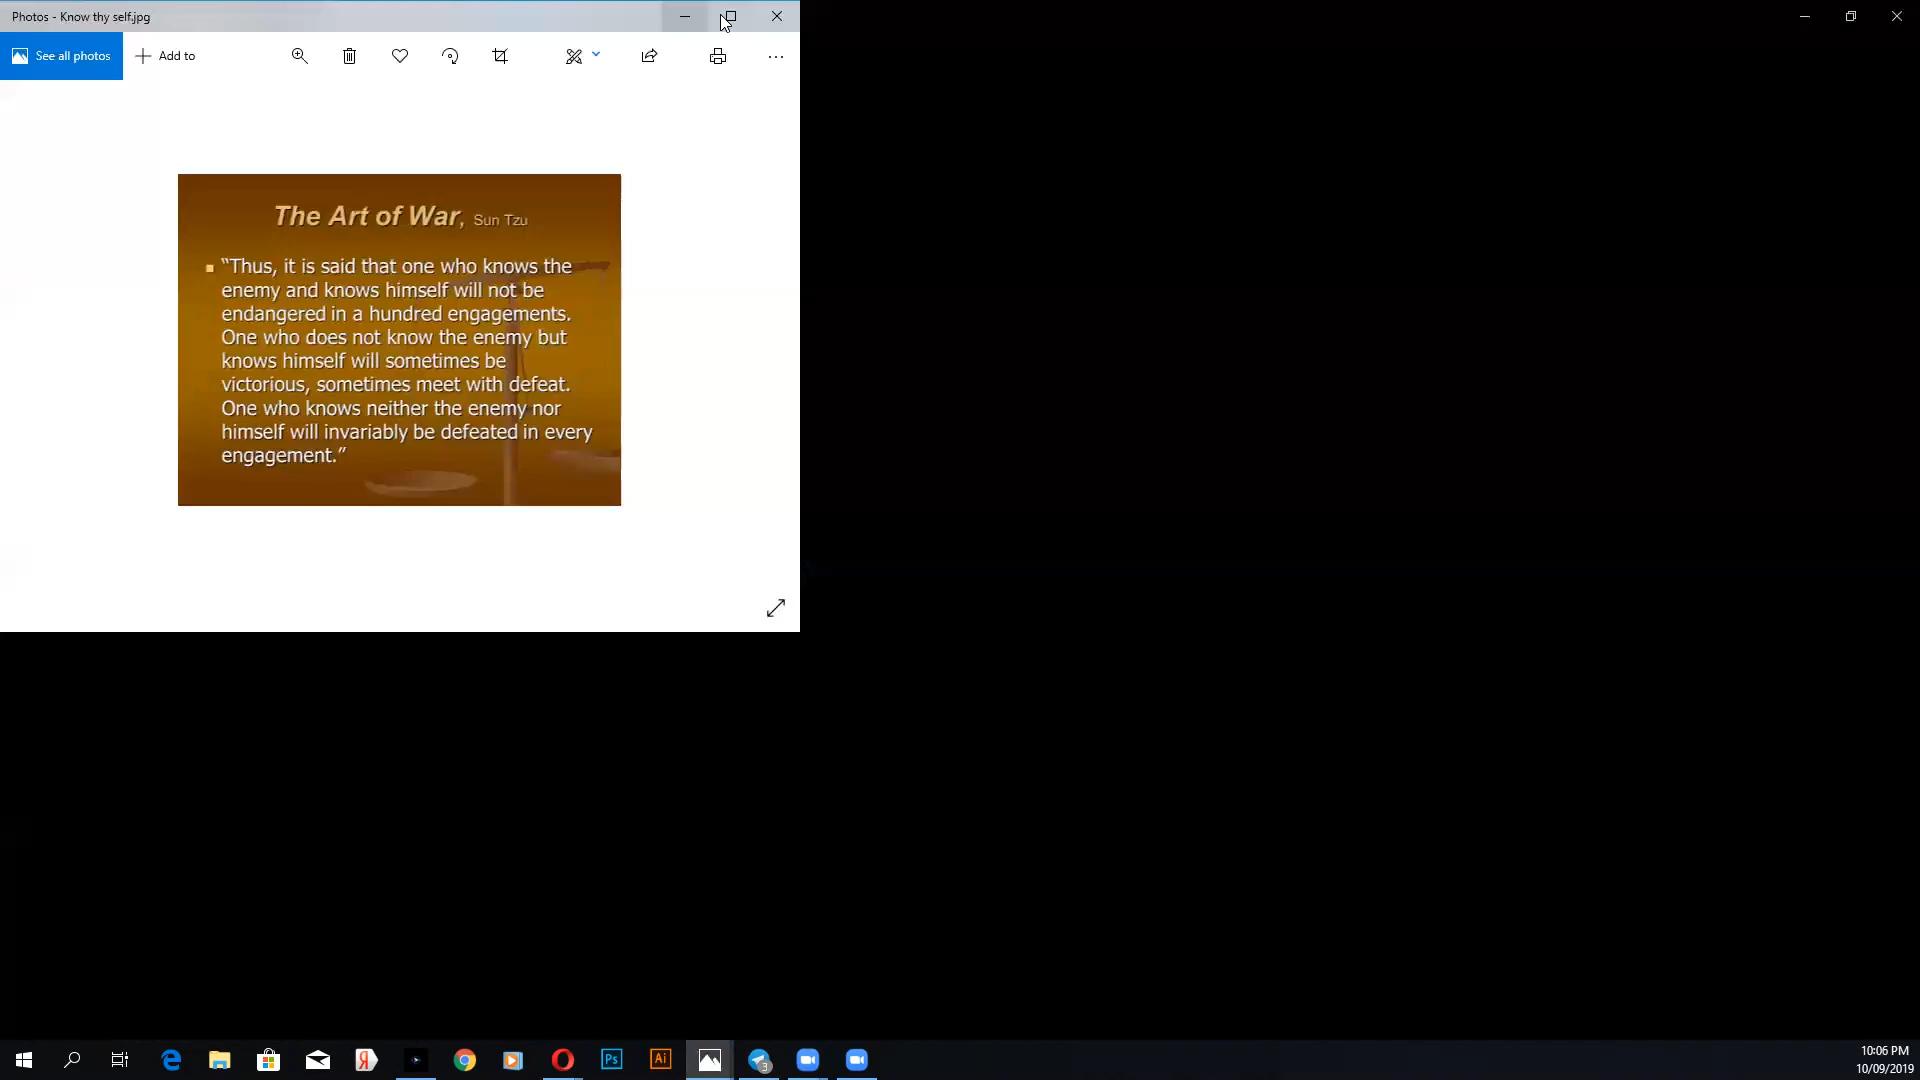 Photos - Know thy self.jpg
See all photos
Add to
The Art of War, Sun Tzu
“Thus, it is said that one who knows the
enemy and knows himself will not be
endangered in a hundred engagements.
One who does not know the enemy but
knows himself will sometimes be
victorious, sometimes meet with defeat.
One who knows neither the enemy nor
himself will invariably be defeated in every
engagement.”
Я
Ps
Ai
3
10:06 PM
10/09/2019